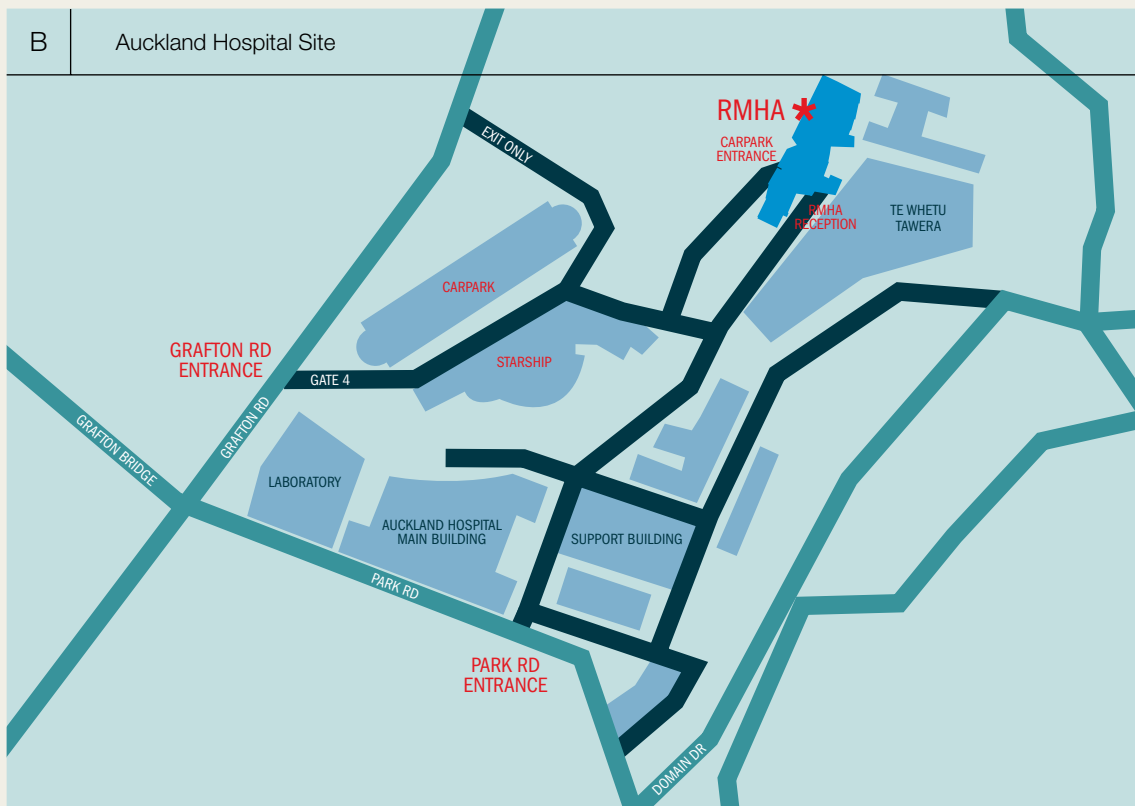 B
Auckland Hospital Site
EXIT ONLY
RMHA *
CARPARK
ENTRANCE
RMHA
RECEPTION
TE WHETU
TAWERA
CARPARK
GRAFTON RD
ENTRANCE
STARSHIP
GATE 4
GRAFTON RD
GRAFTON BRIDGE
LABORATORY
AUCKLAND HOSPITAL
MAIN BUILDING
SUPPORT BUILDING
PARK RD
PARK RD
ENTRANCE
DOMAIN DR